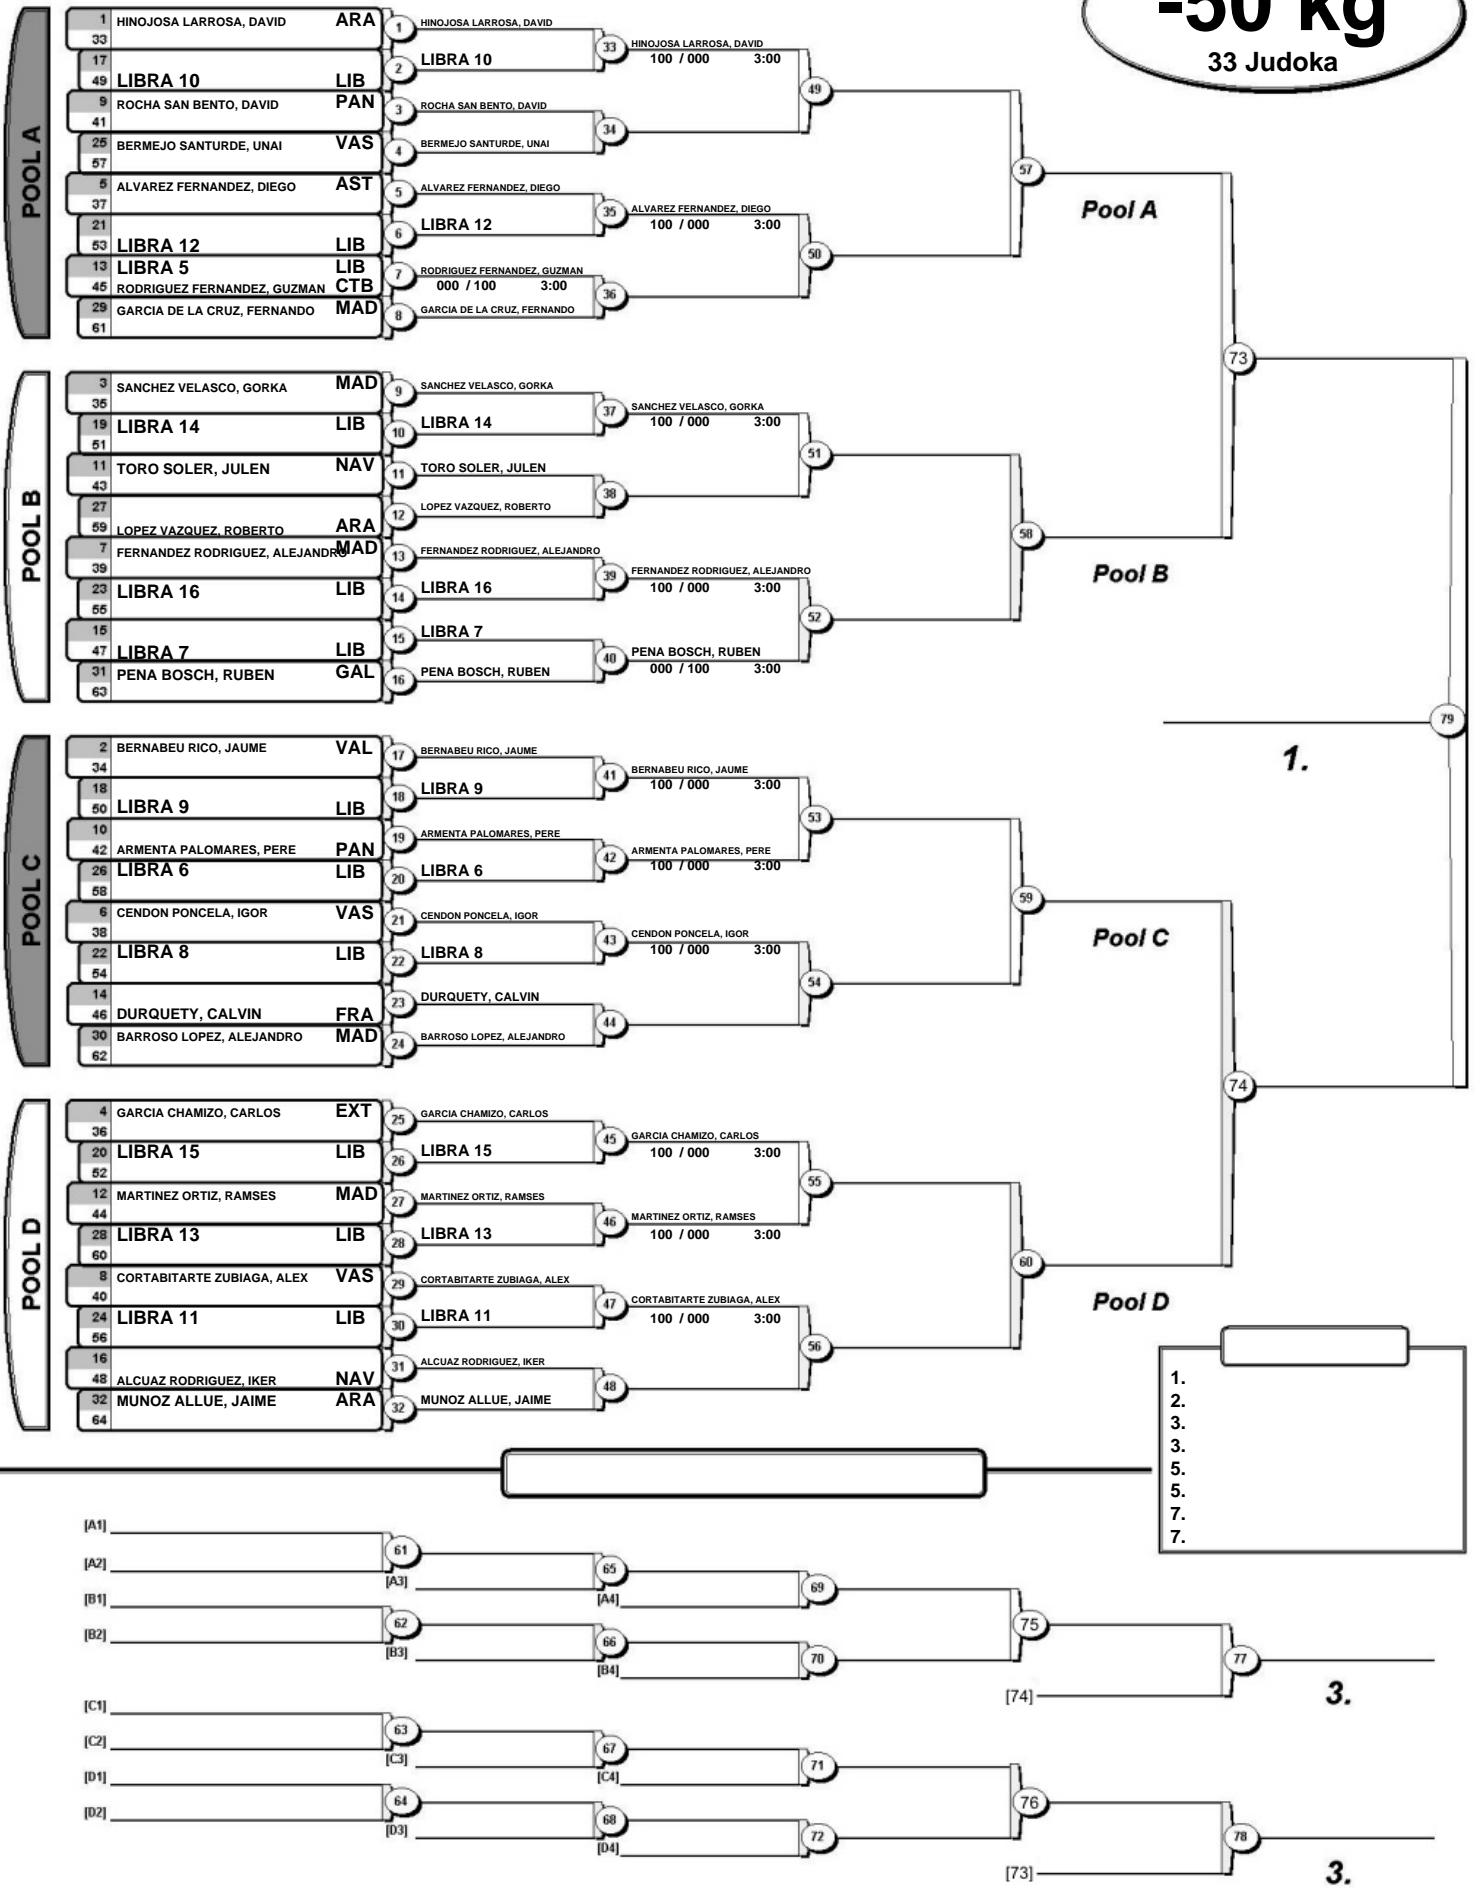 -50 kg
33 Judoka
POOL A
1 HINOJOSA LARROSA, DAVID ARA
33
17
49 LIBRA 10 LIB
9 ROCHA SAN BENTO, DAVID PAN
41
25 BERMEJO SANTURDE, UNAI VAS
57
5 ALVAREZ FERNANDEZ, DIEGO AST
37
21
53 LIBRA 12 LIB
13 LIBRA 5 LIB
45 RODRIGUEZ FERNANDEZ, GUZMAN CTB
29 GARCIA DE LA CRUZ, FERNANDO MAD
61
1 HINOJOSA LARROSA, DAVID
2 LIBRA 10
3 ROCHA SAN BENTO, DAVID
4 BERMEJO SANTURDE, UNAI
5 ALVAREZ FERNANDEZ, DIEGO
6 LIBRA 12
7 RODRIGUEZ FERNANDEZ, GUZMAN
000 / 100 3:00
8 GARCIA DE LA CRUZ, FERNANDO
33 HINOJOSA LARROSA, DAVID
100 / 000 3:00
34
35 ALVAREZ FERNANDEZ, DIEGO
100 / 000 3:00
36
49
50
57
Pool A
POOL B
3 SANCHEZ VELASCO, GORKA MAD
35
19 LIBRA 14 LIB
51
11 TORO SOLER, JULEN NAV
43
27
59 LOPEZ VAZQUEZ, ROBERTO ARA
7 FERNANDEZ RODRIGUEZ, ALEJANDRO MAD
39
23 LIBRA 16 LIB
55
15
47 LIBRA 7 LIB
31 PENA BOSCH, RUBEN GAL
63
9 SANCHEZ VELASCO, GORKA
10 LIBRA 14
11 TORO SOLER, JULEN
12 LOPEZ VAZQUEZ, ROBERTO
13 FERNANDEZ RODRIGUEZ, ALEJANDRO
14 LIBRA 16
15 LIBRA 7
16 PENA BOSCH, RUBEN
37 SANCHEZ VELASCO, GORKA
100 / 000 3:00
38
39 FERNANDEZ RODRIGUEZ, ALEJANDRO
100 / 000 3:00
40 PENA BOSCH, RUBEN
000 / 100 3:00
51
52
58
Pool B
73
79
1.
POOL C
2 BERNABEU RICO, JAUME VAL
34
18
50 LIBRA 9 LIB
10
42 ARMENTA PALOMARES, PERE PAN
26 LIBRA 6 LIB
58
6 CENDON PONCELA, IGOR VAS
38
22 LIBRA 8 LIB
54
14
46 DURQUETY, CALVIN FRA
30 BARROSO LOPEZ, ALEJANDRO MAD
62
17 BERNABEU RICO, JAUME
18 LIBRA 9
19 ARMENTA PALOMARES, PERE
20 LIBRA 6
21 CENDON PONCELA, IGOR
22 LIBRA 8
23 DURQUETY, CALVIN
24 BARROSO LOPEZ, ALEJANDRO
41 BERNABEU RICO, JAUME
100 / 000 3:00
42 ARMENTA PALOMARES, PERE
100 / 000 3:00
43 CENDON PONCELA, IGOR
100 / 000 3:00
44
53
54
59
Pool C
74
POOL D
4 GARCIA CHAMIZO, CARLOS EXT
36
20 LIBRA 15 LIB
52
12 MARTINEZ ORTIZ, RAMSES MAD
44
28 LIBRA 13 LIB
60
8 CORTABITARTE ZUBIAGA, ALEX VAS
40
24 LIBRA 11 LIB
56
16
48 ALCUAZ RODRIGUEZ, IKER NAV
32 MUNOZ ALLUE, JAIME ARA
64
25 GARCIA CHAMIZO, CARLOS
26 LIBRA 15
27 MARTINEZ ORTIZ, RAMSES
28 LIBRA 13
29 CORTABITARTE ZUBIAGA, ALEX
30 LIBRA 11
31 ALCUAZ RODRIGUEZ, IKER
32 MUNOZ ALLUE, JAIME
45 GARCIA CHAMIZO, CARLOS
100 / 000 3:00
46 MARTINEZ ORTIZ, RAMSES
100 / 000 3:00
47 CORTABITARTE ZUBIAGA, ALEX
100 / 000 3:00
48
55
56
60
Pool D
1.
2.
3.
3.
5.
5.
7.
7.
[A1]
61
[A2]
[A3]
65
[A4]
69
[B1]
62
[B2]
[B3]
66
[B4]
70
75
[74]
77
3.
[C1]
63
[C2]
[C3]
67
[C4]
71
[D1]
64
[D2]
[D3]
68
[D4]
72
76
[73]
78
3.